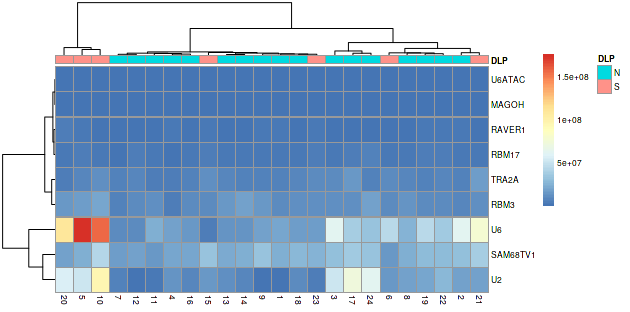 DLP
U6ATAC
MAGOH
RAVER1
RBM17
TRA2A
RBM3
U6
SAM68TV1
U2
20 5 10 7 12 11 4 16 15 13 14 9 1 18 23 3 17 24 6 8 19 22 2 21
1.5e+08
1e+08
5e+07
DLP
N
S